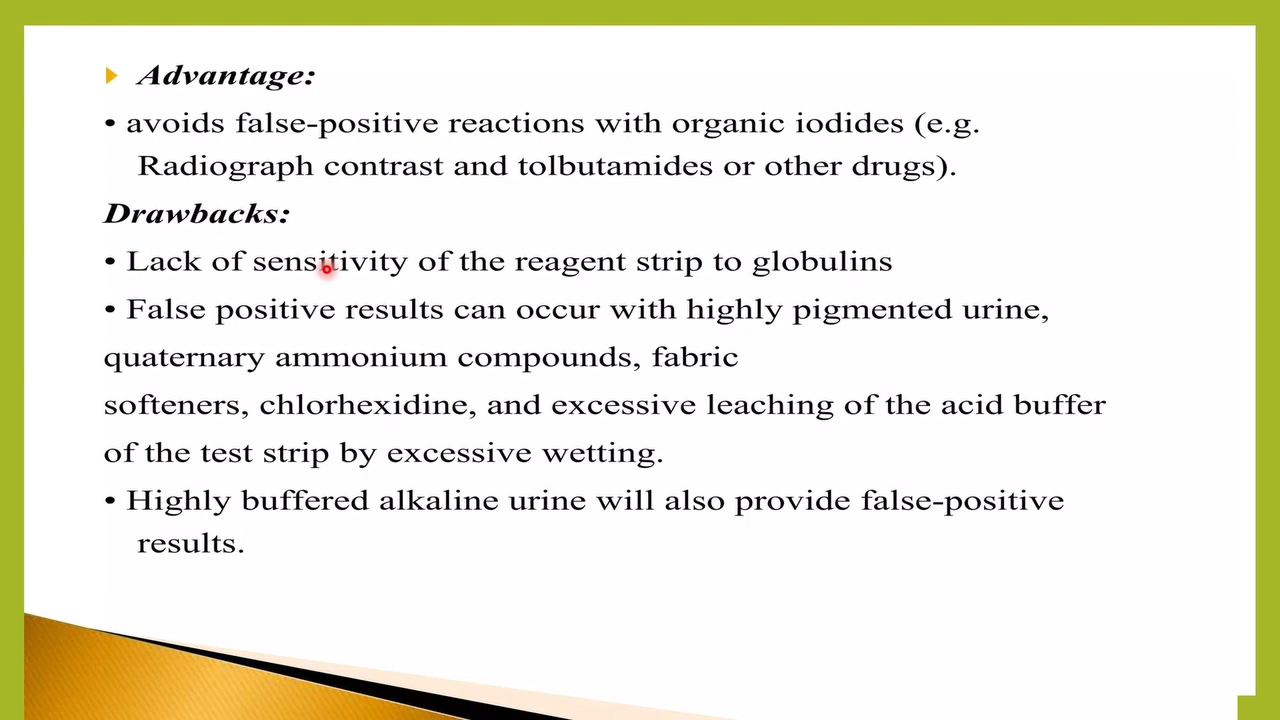 Advantage:
• avoids false-positive reactions with organic iodides (e.g.
Radiograph contrast and tolbutamides or other drugs).
Drawbacks:
• Lack of sensitivity of the reagent strip to globulins
• False positive results can occur with highly pigmented urine,
quaternary ammonium compounds, fabric
softeners, chlorhexidine, and excessive leaching of the acid buffer
of the test strip by excessive wetting.
• Highly buffered alkaline urine will also provide false-positive
results.